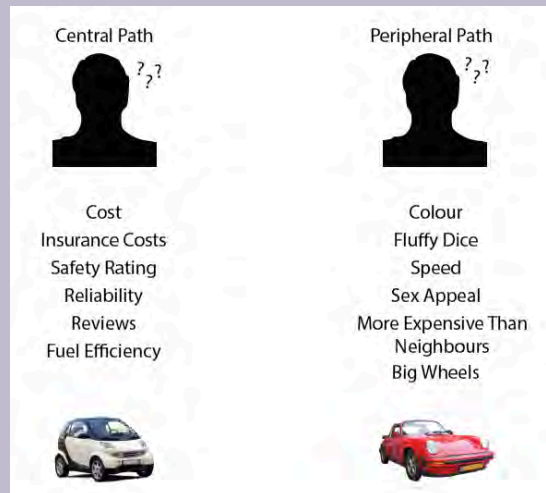 Central Path
???
Cost
Insurance Costs
Safety Rating
Reliability
Reviews
Fuel Efficiency
Peripheral Path
???
Colour
Fluffy Dice
Speed
Sex Appeal
More Expensive Than
Neighbours
Big Wheels